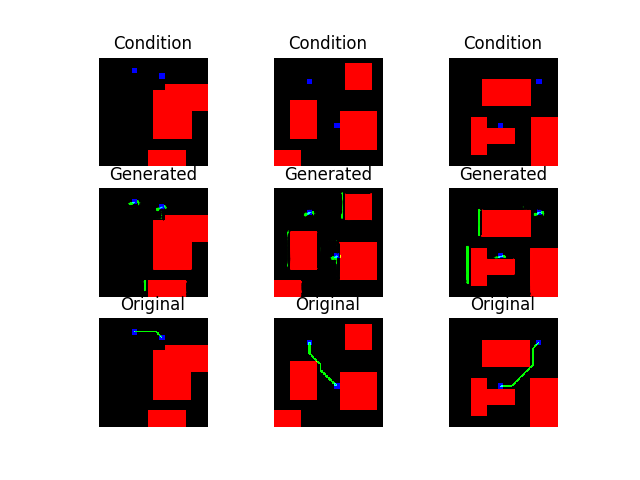 Condition Condition Condition
Generated Generated Generated
Original Original Original